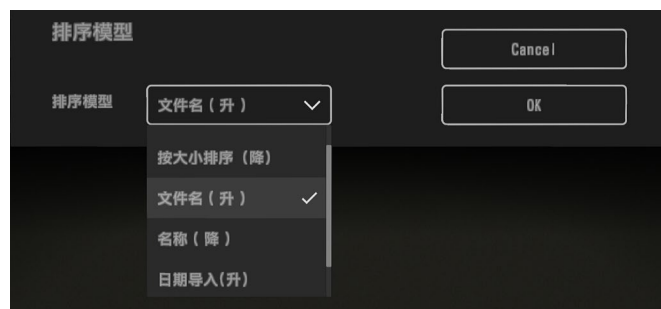 排序模型
Cancel
排序模型
文件名 ( 升 )
OK
按大小排序 (降)
文件名 ( 升 )
名称 ( 降 )
日期导入(升)